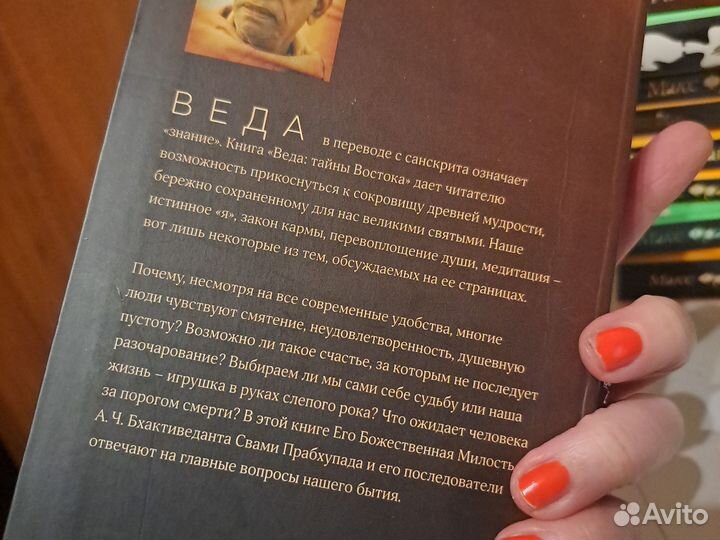 ВЕДА в переводе с санскрита означает
«знание». Книга «Веда: тайны Востока» дает читателю
возможность прикоснуться к сокровищу древней мудрости,
бережно сохраненному для нас великими святыми. Наше
истинное «я», закон кармы, перевоплощение души, медитация –
вот лишь некоторые из тем, обсуждаемых на ее страницах.
Почему, несмотря на все современные удобства, многие
люди чувствуют смятение, неудовлетворенность, душевную
пустоту? Возможно ли такое счастье, за которым не последует
разочарование? Выбираем ли мы сами себе судьбу или наша
жизнь – игрушка в руках слепого рока? Что ожидает человека
за порогом смерти? В этой книге Его Божественная Милость
А. Ч. Бхактиведанта Свами Прабхупада и его последователи
отвечают на главные вопросы нашего бытия.
Макс
Макс
Макс
Avito